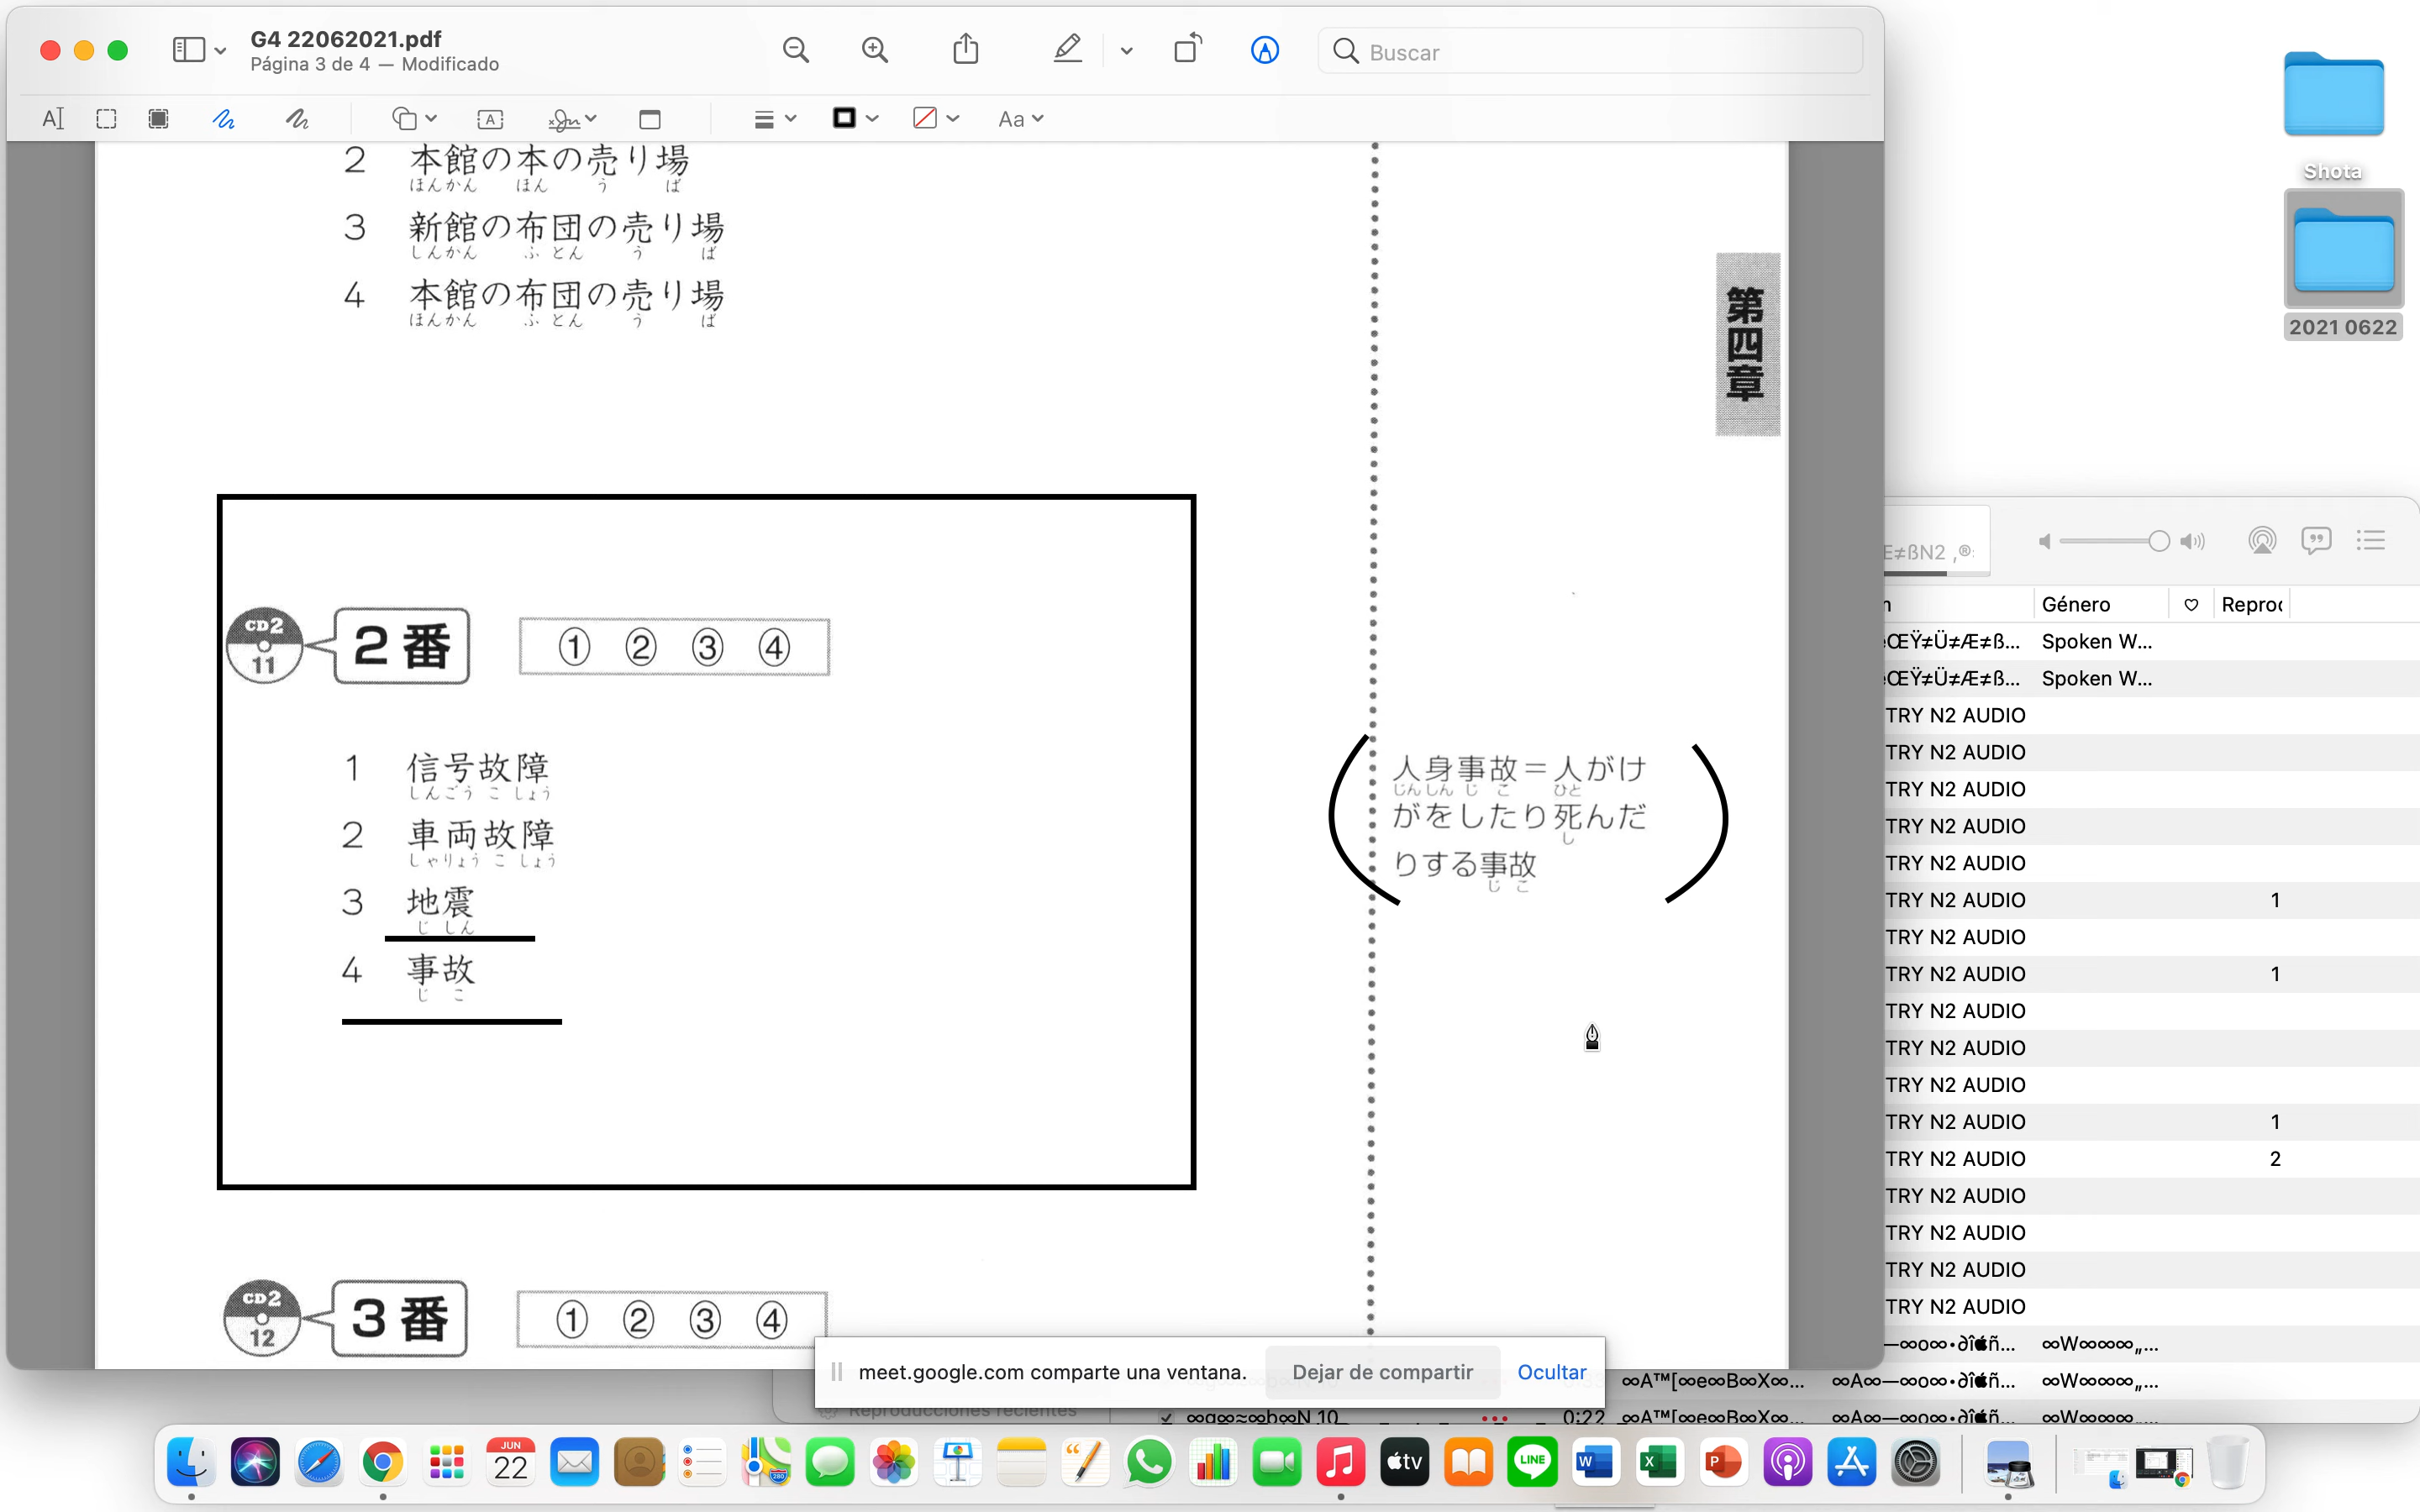 G4 22062021.pdf
Página 3 de 4 — Modificado
Buscar
Aa
2 本館の本の売り場
ほんかん ほん う ば
3 新館の布団の売り場
しんかん ふとん う ば
4 本館の布団の売り場
ほんかん ふとん う ば
第四章
CD2
11
2番
① ② ③ ④
1 信号故障
しんごう こしょう
2 車両故障
しゃりょう こしょう
3 地震
じしん
4 事故
じこ
人身事故＝人がけ
じんしんじこ ひと
がをしたり死んだ
し
りする事故
じこ
CD2
12
3番
① ② ③ ④
meet.google.com comparte una ventana.
Dejar de compartir
Ocultar
Shota
2021 0622
Género
Spoken W...
Spoken W...
TRY N2 AUDIO
TRY N2 AUDIO
TRY N2 AUDIO
TRY N2 AUDIO
TRY N2 AUDIO
TRY N2 AUDIO 1
TRY N2 AUDIO
TRY N2 AUDIO 1
TRY N2 AUDIO
TRY N2 AUDIO
TRY N2 AUDIO
TRY N2 AUDIO 1
TRY N2 AUDIO 2
TRY N2 AUDIO
TRY N2 AUDIO
TRY N2 AUDIO
TRY N2 AUDIO
Reproducciones recientes
0:22
JUN
22
tv
LINE